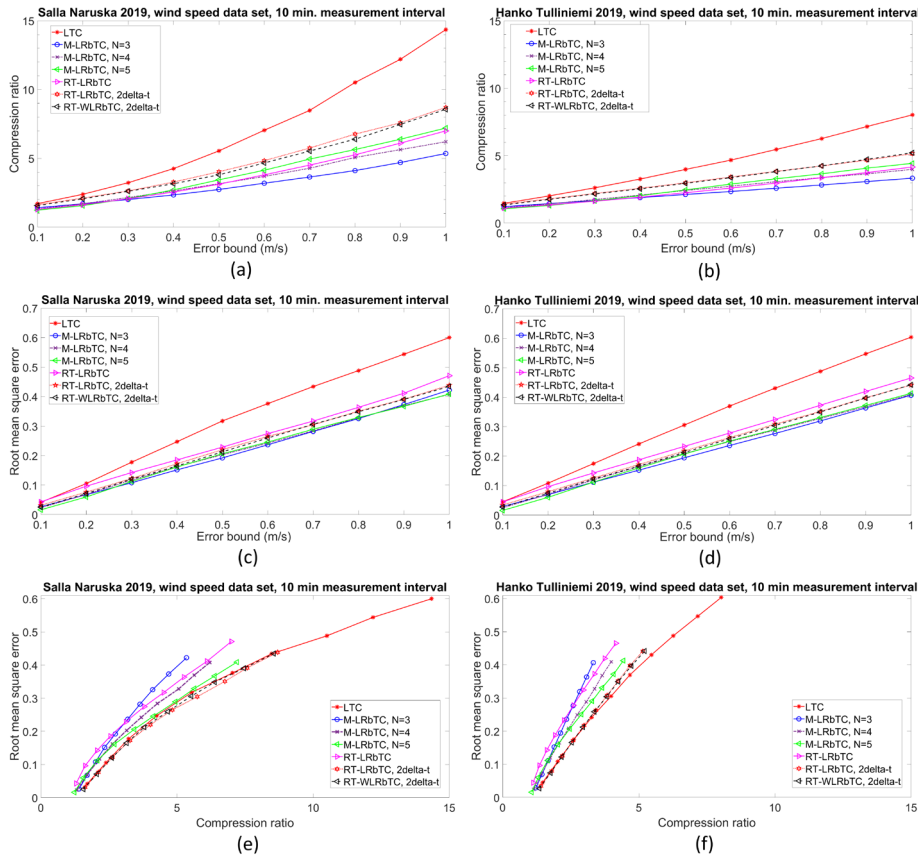 Salla Naruska 2019, wind speed data set, 10 min. measurement interval
15
10
5
0
Compression ratio
LTC
M-LRbTC, N=3
M-LRbTC, N=4
M-LRbTC, N=5
RT-LRbTC
RT-LRbTC, 2delta-t
RT-WLRbTC, 2delta-t
0.1 0.2 0.3 0.4 0.5 0.6 0.7 0.8 0.9 1
Error bound (m/s)
(a)
Hanko Tulliniemi 2019, wind speed data set, 10 min. measurement interval
15
10
5
0
Compression ratio
LTC
M-LRbTC, N=3
M-LRbTC, N=4
M-LRbTC, N=5
RT-LRbTC
RT-LRbTC, 2delta-t
RT-WLRbTC, 2delta-t
0.1 0.2 0.3 0.4 0.5 0.6 0.7 0.8 0.9 1
Error bound (m/s)
(b)
Salla Naruska 2019, wind speed data set, 10 min. measurement interval
0.7
0.6
0.5
0.4
0.3
0.2
0.1
0
Root mean square error
LTC
M-LRbTC, N=3
M-LRbTC, N=4
M-LRbTC, N=5
RT-LRbTC
RT-LRbTC, 2delta-t
RT-WLRbTC, 2delta-t
0.1 0.2 0.3 0.4 0.5 0.6 0.7 0.8 0.9 1
Error bound (m/s)
(c)
Hanko Tulliniemi 2019, wind speed data set, 10 min. measurement interval
0.7
0.6
0.5
0.4
0.3
0.2
0.1
0
Root mean square error
LTC
M-LRbTC, N=3
M-LRbTC, N=4
M-LRbTC, N=5
RT-LRbTC
RT-LRbTC, 2delta-t
RT-WLRbTC, 2delta-t
0.1 0.2 0.3 0.4 0.5 0.6 0.7 0.8 0.9 1
Error bound (m/s)
(d)
Salla Naruska 2019, wind speed data set, 10 min measurement interval
0.6
0.5
0.4
0.3
0.2
0.1
0
Root mean square error
LTC
M-LRbTC, N=3
M-LRbTC, N=4
M-LRbTC, N=5
RT-LRbTC
RT-LRbTC, 2delta-t
RT-WLRbTC, 2delta-t
0 5 10 15
Compression ratio
(e)
Hanko Tulliniemi 2019, wind speed data set, 10 min measurement interval
0.6
0.5
0.4
0.3
0.2
0.1
0
Root mean square error
LTC
M-LRbTC, N=3
M-LRbTC, N=4
M-LRbTC, N=5
RT-LRbTC
RT-LRbTC, 2delta-t
RT-WLRbTC, 2delta-t
0 5 10 15
Compression ratio
(f)